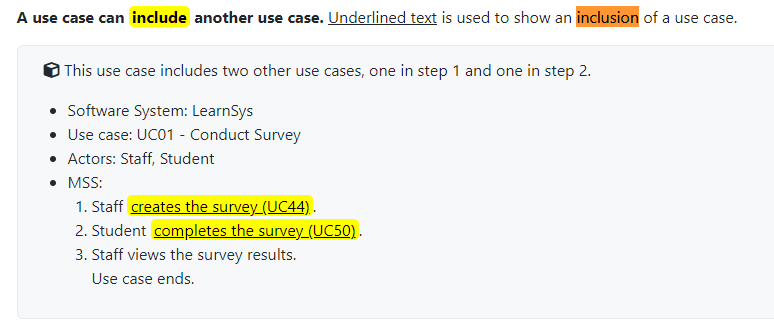 A use case can include another use case. Underlined text is used to show an inclusion of a use case.
This use case includes two other use cases, one in step 1 and one in step 2.
• Software System: LearnSys
• Use case: UC01 - Conduct Survey
• Actors: Staff, Student
• MSS:
1. Staff creates the survey (UC44).
2. Student completes the survey (UC50).
3. Staff views the survey results.
Use case ends.